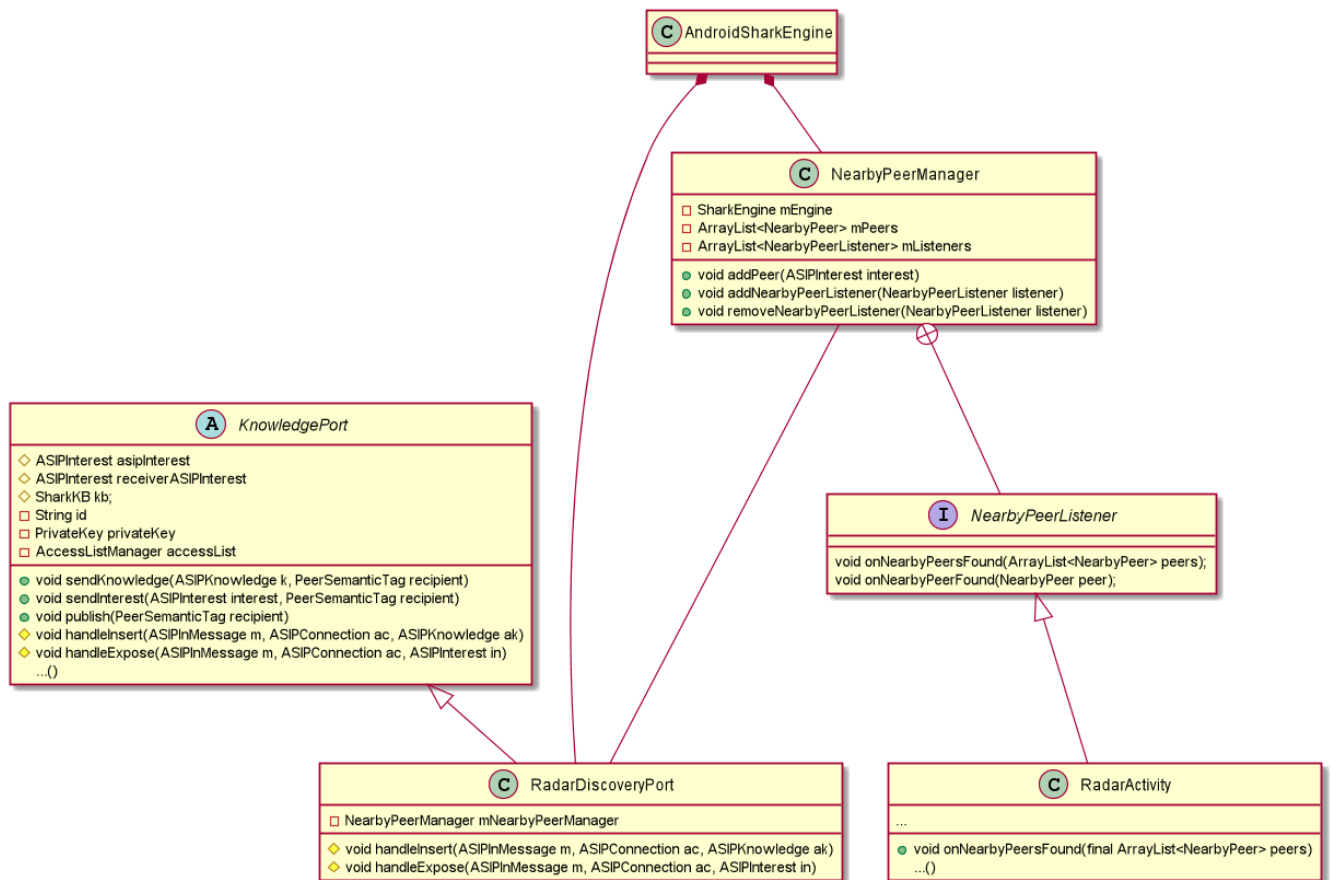 C AndroidSharkEngine
C NearbyPeerManager
SharkEngine mEngine
ArrayList<NearbyPeer> mPeers
ArrayList<NearbyPeerListener> mListeners
void addPeer(ASIPInterest interest)
void addNearbyPeerListener(NearbyPeerListener listener)
void removeNearbyPeerListener(NearbyPeerListener listener)
A KnowledgePort
ASIPInterest asipInterest
ASIPInterest receiverASIPInterest
SharkKB kb;
String id
PrivateKey privateKey
AccessListManager accessList
void sendKnowledge(ASIPKnowledge k, PeerSemanticTag recipient)
void sendInterest(ASIPInterest interest, PeerSemanticTag recipient)
void publish(PeerSemanticTag recipient)
void handleInsert(ASIPInMessage m, ASIPConnection ac, ASIPKnowledge ak)
void handleExpose(ASIPInMessage m, ASIPConnection ac, ASIPInterest in)
...()
I NearbyPeerListener
void onNearbyPeersFound(ArrayList<NearbyPeer> peers);
void onNearbyPeerFound(NearbyPeer peer);
C RadarDiscoveryPort
NearbyPeerManager mNearbyPeerManager
void handleInsert(ASIPInMessage m, ASIPConnection ac, ASIPKnowledge ak)
void handleExpose(ASIPInMessage m, ASIPConnection ac, ASIPInterest in)
C RadarActivity
...
void onNearbyPeersFound(final ArrayList<NearbyPeer> peers)
...()